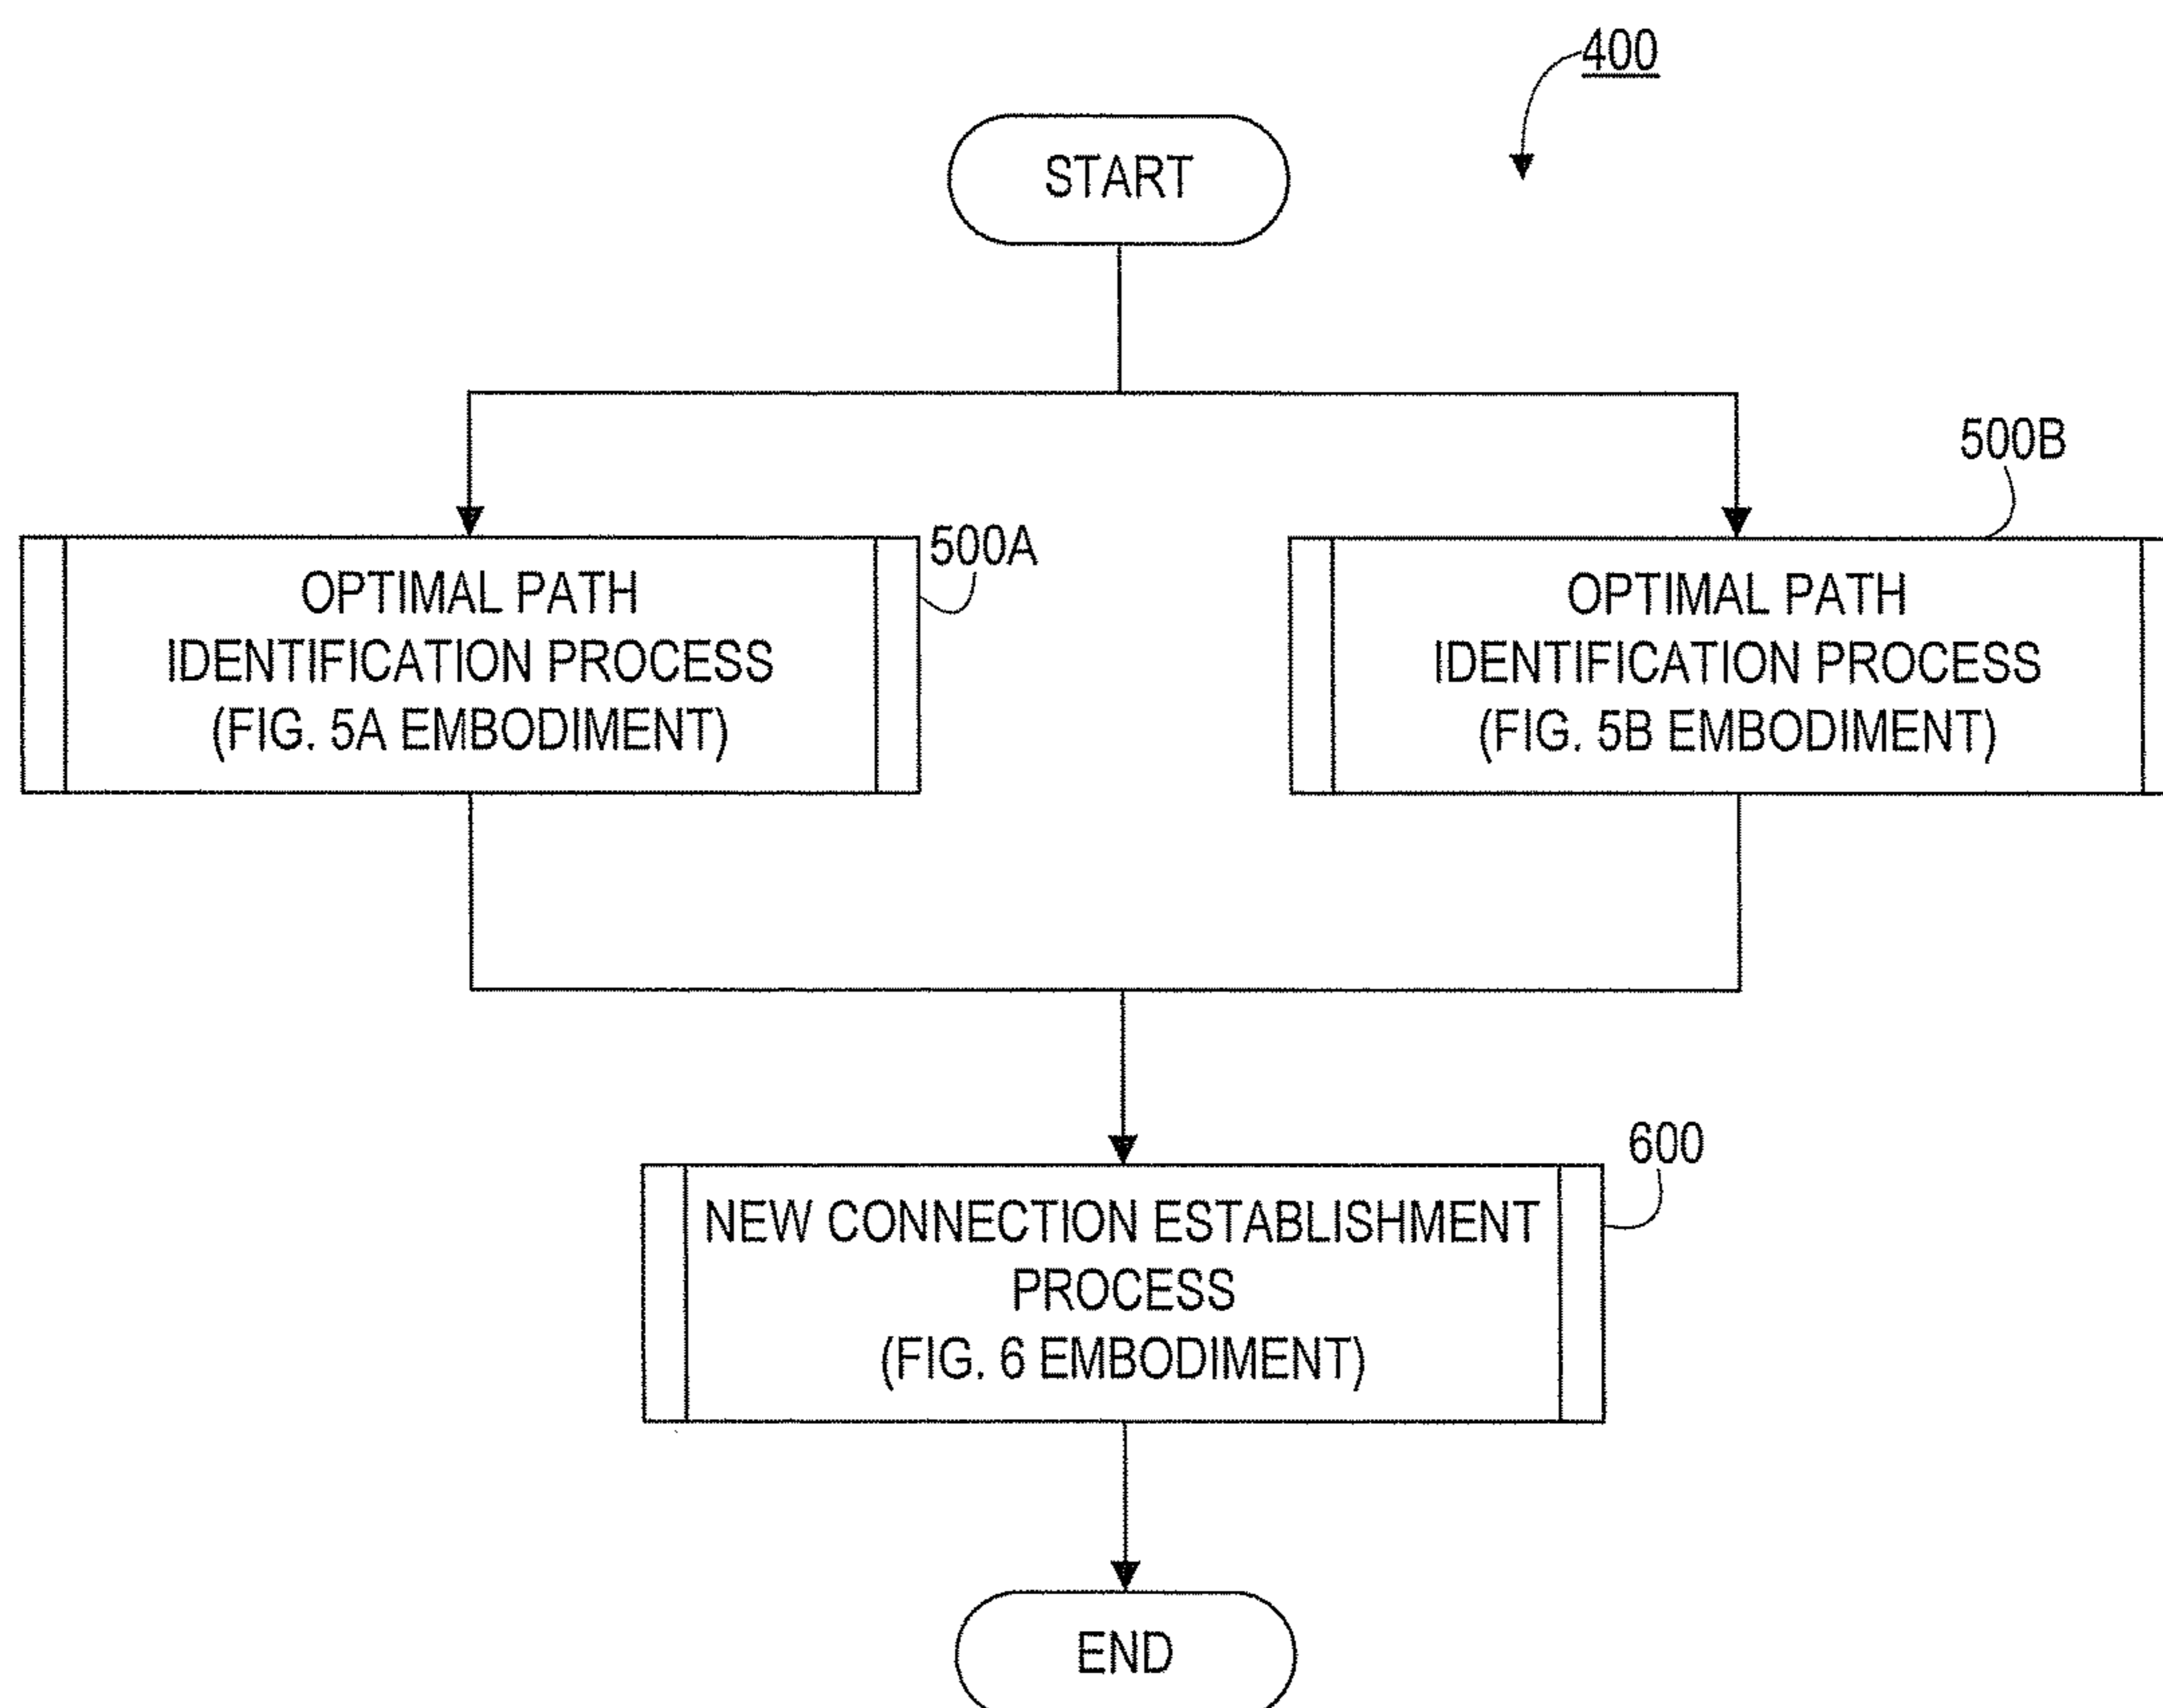 400
START
500B
500A
OPTIMAL PATH
IDENTIFICATION PROCESS
(FIG. 5A EMBODIMENT)
OPTIMAL PATH
IDENTIFICATION PROCESS
(FIG. 5B EMBODIMENT)
600
NEW CONNECTION ESTABLISHMENT
PROCESS
(FIG. 6 EMBODIMENT)
END